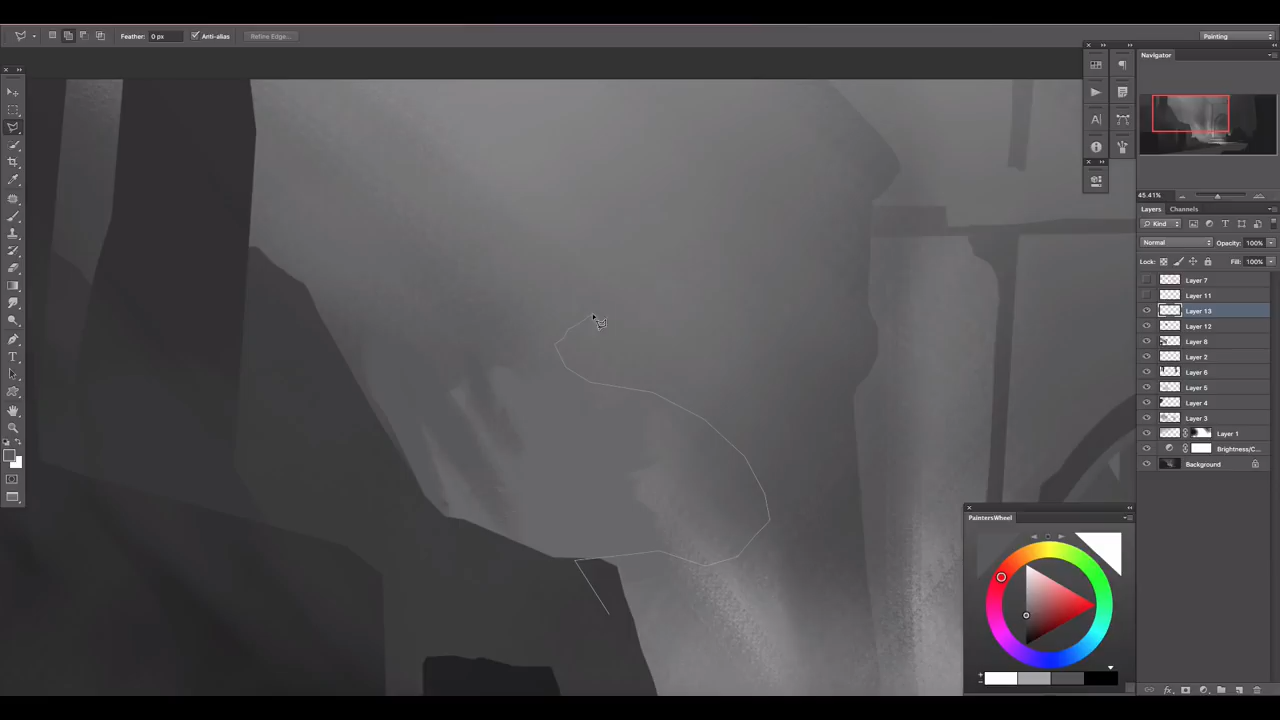 Feather: 0 px Anti-alias Refine Edge... Painting
Navigator
45.41%
Layers Channels
Kind
Normal Opacity: 100%
Lock: Fill: 100%
Layer 7
Layer 11
Layer 13
Layer 12
Layer 8
Layer 2
Layer 6
Layer 5
Layer 4
Layer 3
Layer 1
Brightness/C...
Background
PaintersWheel